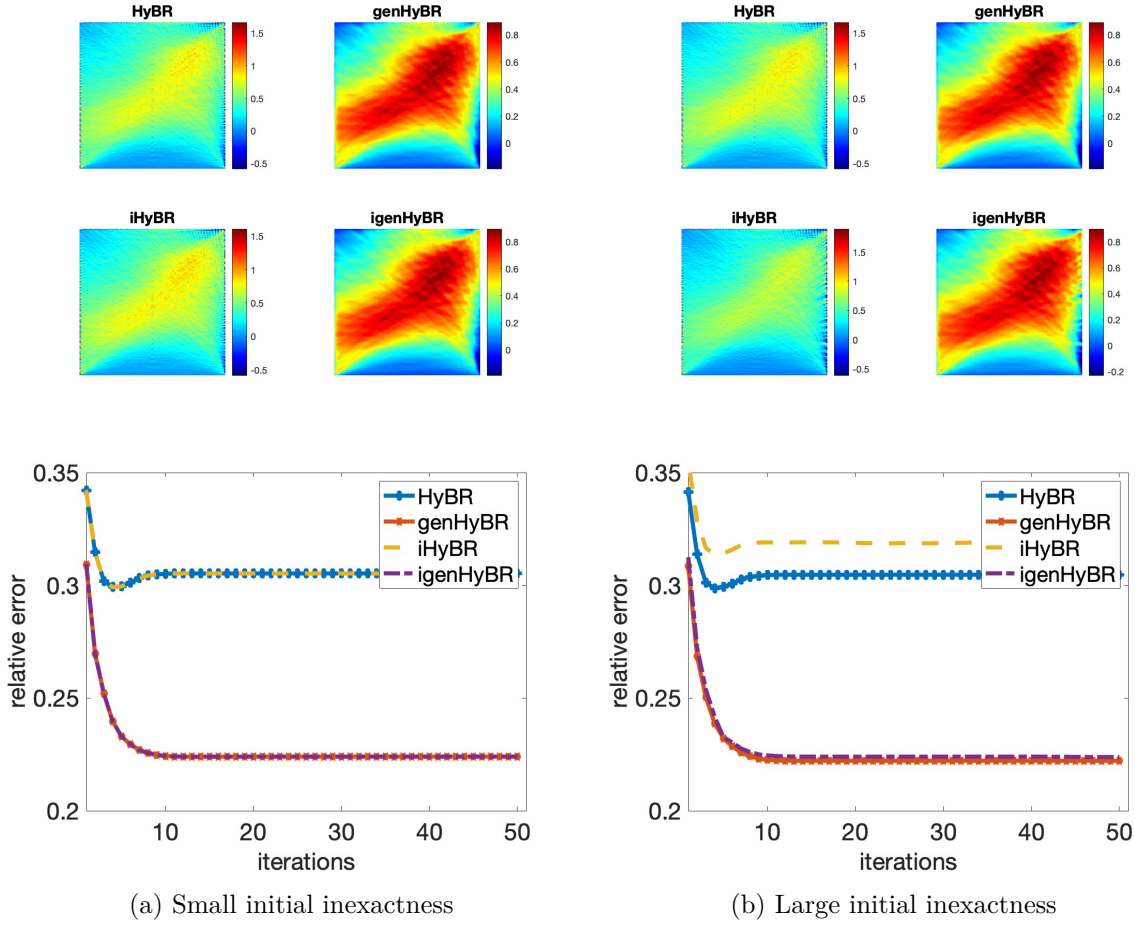 HyBR
genHyBR
HyBR
genHyBR
1.5
1
0.5
0
-0.5
0.8
0.6
0.4
0.2
0
1.5
1
0.5
0
-0.5
0.8
0.6
0.4
0.2
0
iHyBR
igenHyBR
iHyBR
igenHyBR
1.5
1
0.5
0
-0.5
0.8
0.6
0.4
0.2
0
1.5
1
0.5
0
-0.5
0.8
0.6
0.4
0.2
0
-0.2
0.35
0.3
0.25
0.2
relative error
HyBR
genHyBR
iHyBR
igenHyBR
10 20 30 40 50
iterations
(a) Small initial inexactness
0.35
0.3
0.25
0.2
relative error
HyBR
genHyBR
iHyBR
igenHyBR
10 20 30 40 50
iterations
(b) Large initial inexactness